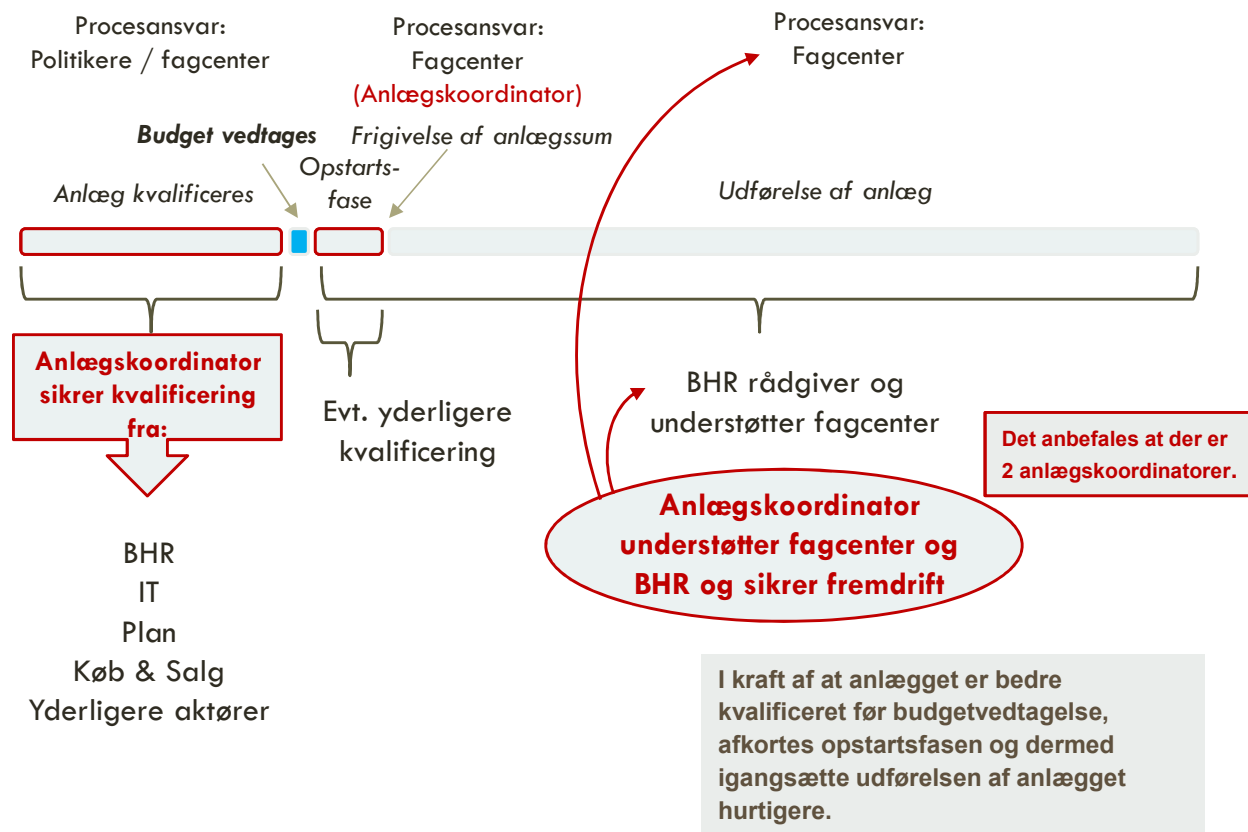 Procesansvar:
Politikere / fagcenter
Procesansvar:
Fagcenter
(Anlægskoordinator)
Procesansvar:
Fagcenter
Budget vedtages
Frigivelse af anlægssum
Anlæg kvalificeres
Opstarts-
fase
Udførelse af anlæg
Anlægskoordinator
sikrer kvalificering
fra:
BHR
IT
Plan
Køb & Salg
Yderligere aktører
Evt. yderligere
kvalificering
BHR rådgiver og
understøtter fagcenter
Det anbefales at der er
2 anlægskoordinatorer.
Anlægskoordinator
understøtter fagcenter og
BHR og sikrer fremdrift
I kraft af at anlægget er bedre
kvalificeret før budgetvedtagelse,
afkortes opstartsfasen og dermed
igangsætte udførelsen af anlægget
hurtigere.